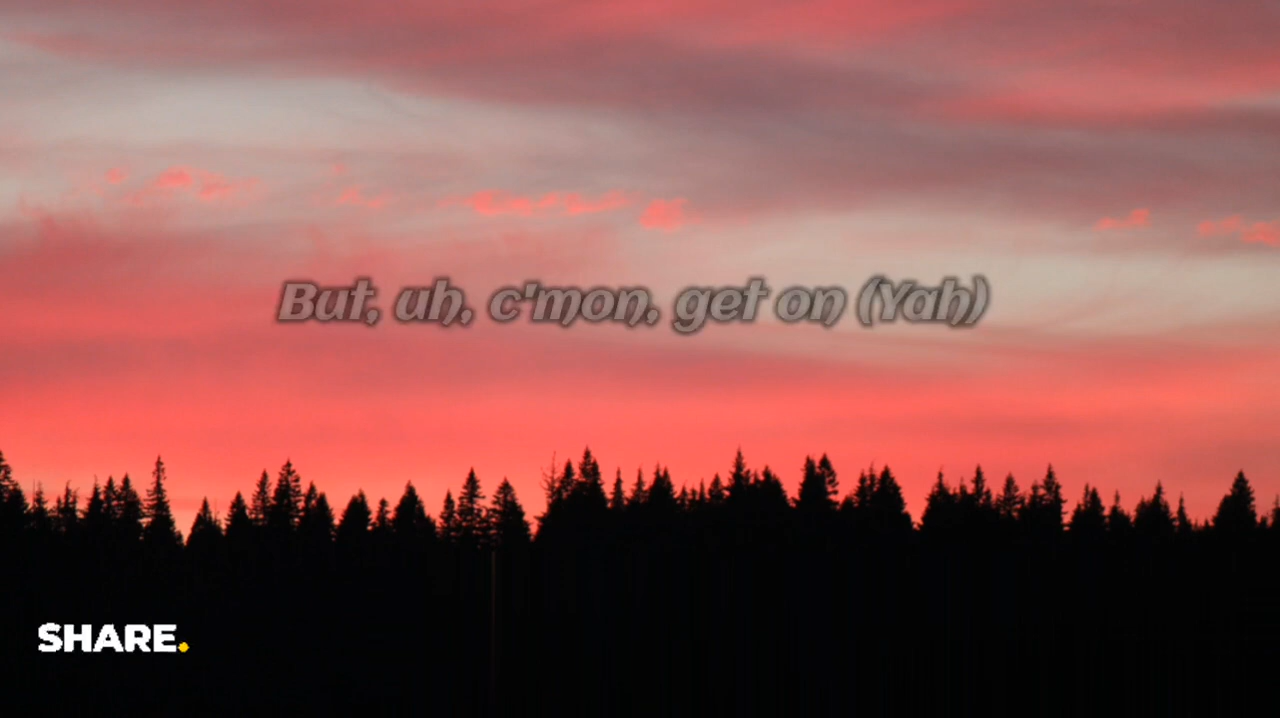 But, uh, c'mon, get on (Yah)
SHARE.